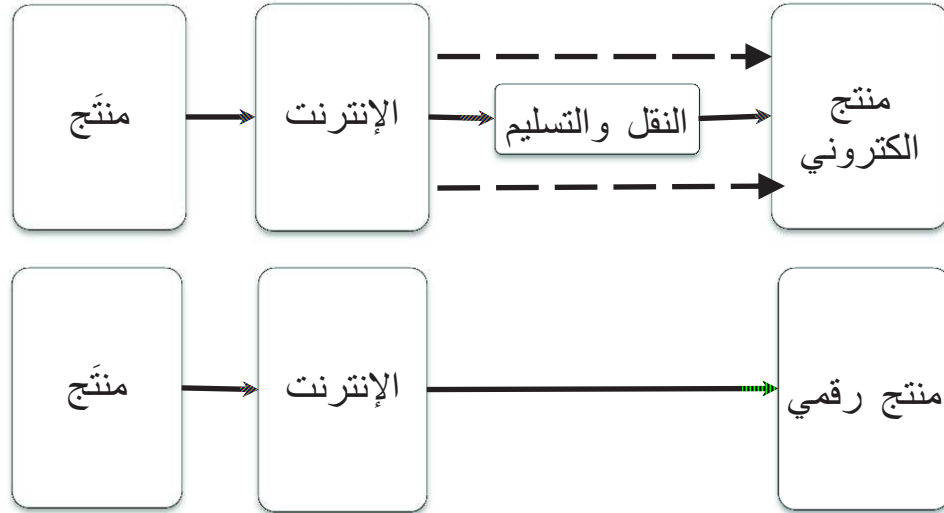 منتَج
الإنترنت
النقل والتسليم
منتج
الكتروني
منتَج
الإنترنت
منتج رقمي